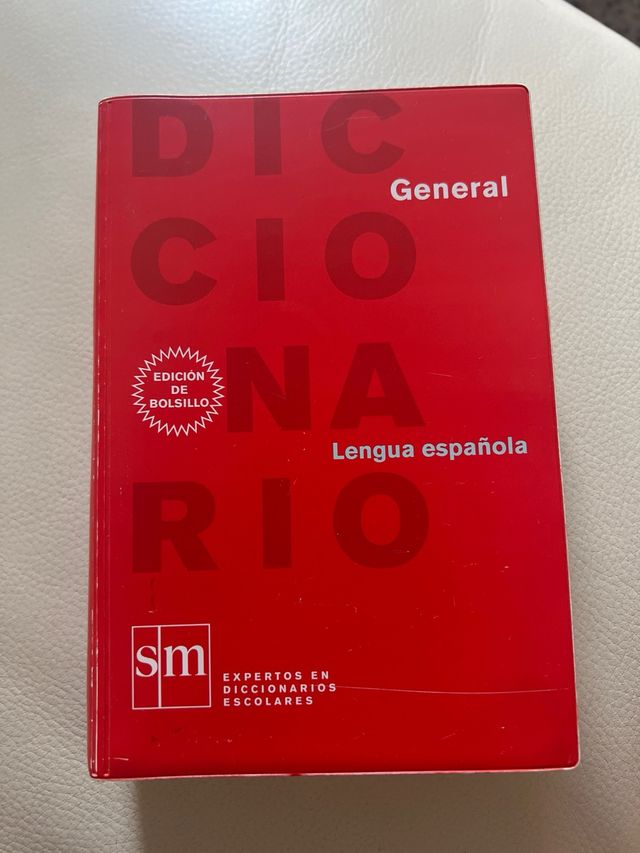 DIC
General
CIO
EDICIÓN
DE
BOLSILLO
NA
Lengua española
RIO
sm
EXPERTOS EN
DICCIONARIOS
ESCOLARES